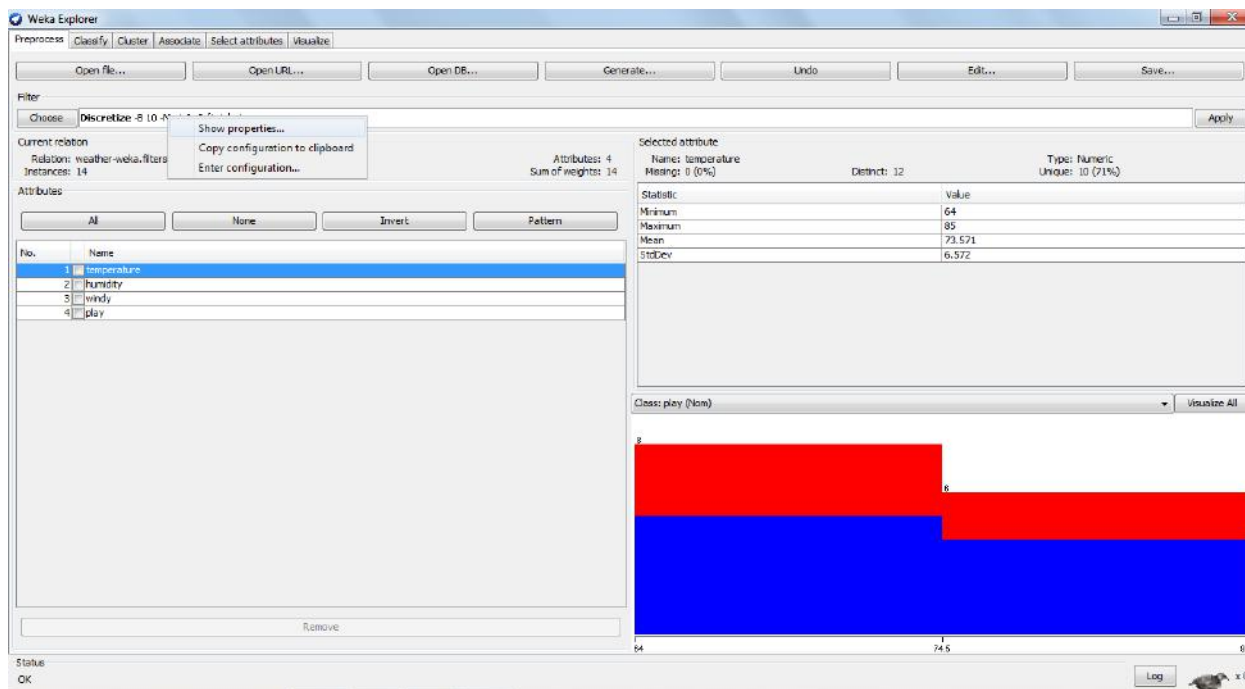 Weka Explorer
Preprocess Classify Cluster Associate Select attributes Visualize
Open file... Open URL... Open DB... Generate... Undo Edit... Save...
Filter
Choose Discretize -B 10 Apply
Show properties...
Copy configuration to clipboard
Enter configuration...
Current relation
Relation: weather-weka.filters Attributes: 4
Instances: 14 Sum of weights: 14
Attributes
All None Invert Pattern
No. Name
1 temperature
2 humidity
3 windy
4 play
Remove
Selected attribute
Name: temperature Type: Numeric
Missing: 0 (0%) Distinct: 12 Unique: 10 (71%)
Statistic Value
Minimum 64
Maximum 85
Mean 73.571
StdDev 6.572
Class: play (Nom) Visualize All
8
6
64 74.5
Status
OK
Log